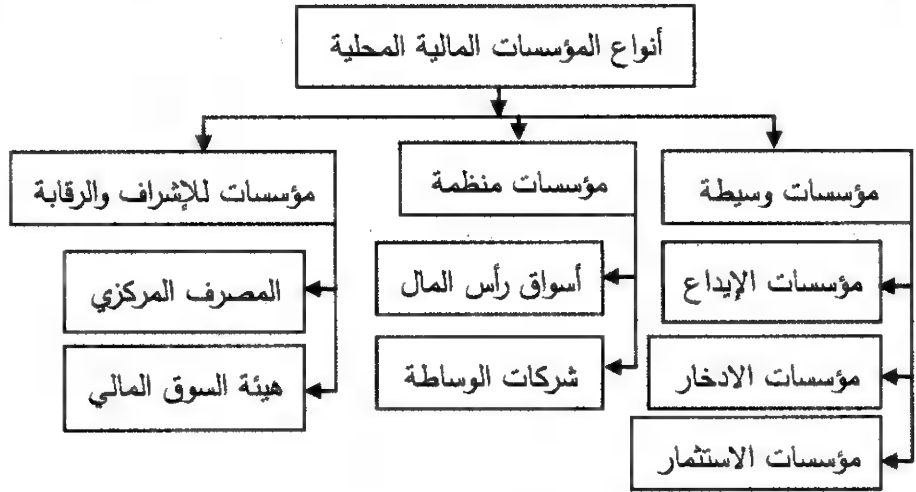 أنواع المؤسسات المالية المحلية
مؤسسات وسيطة
مؤسسات الإيداع
مؤسسات الادخار
مؤسسات الاستثمار
مؤسسات منظمة
أسواق رأس المال
شركات الوساطة
مؤسسات للإشراف والرقابة
المصرف المركزي
هيئة السوق المالي